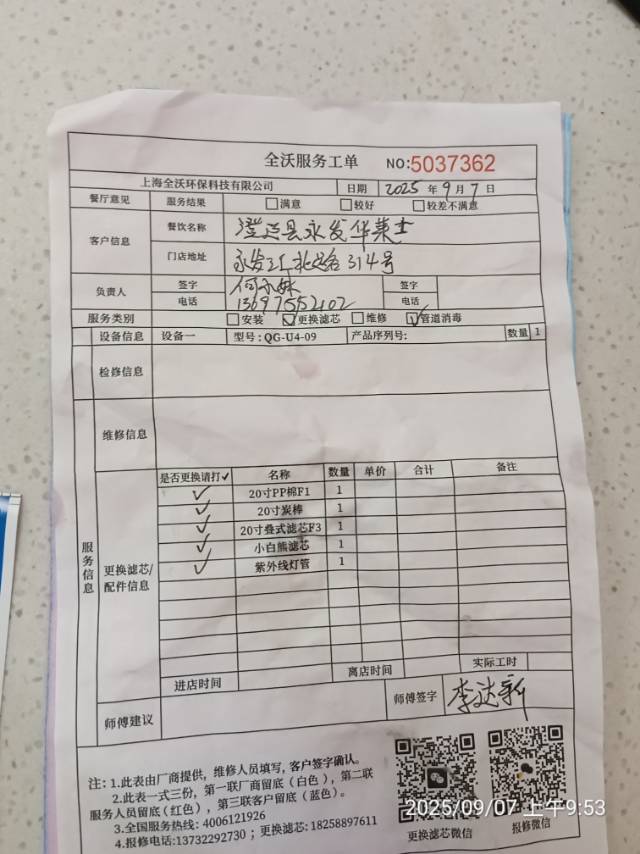 全沃服务工单 NO:5037362
上海全沃环保科技有限公司 日期 2025 年 9 月 7 日
餐厅意见 服务结果 满意 较好 较差不满意
客户信息 餐饮名称 澄迈县永发华莱士
门店地址 314号
负责人 签字 签字
电话 13697552102 电话
服务类别 安装 更换滤芯 维修 管道消毒
设备信息 设备一 型号: QG-U4-09 产品序列号: 数量 1
检修信息
维修信息
服务信息
更换滤芯/配件信息
是否更换请打✓ 名称 数量 单价 合计 备注
✓ 20寸PP棉F1 1
✓ 20寸炭棒 1
✓ 20寸叠式滤芯F3 1
✓ 小白熊滤芯 1
✓ 紫外线灯管 1
进店时间 离店时间 实际工时
师傅建议 师傅签字 李达新
注: 1.此表由厂商提供，维修人员填写，客户签字确认。
2.此表一式三份，第一联厂商留底(白色)，第二联
服务人员留底(红色)，第三联客户留底(蓝色)。
3.全国服务热线: 4006121926
4.报修电话:13732292730；更换滤芯: 18258897611
更换滤芯微信 报修微信
2025/09/07 上午9:53